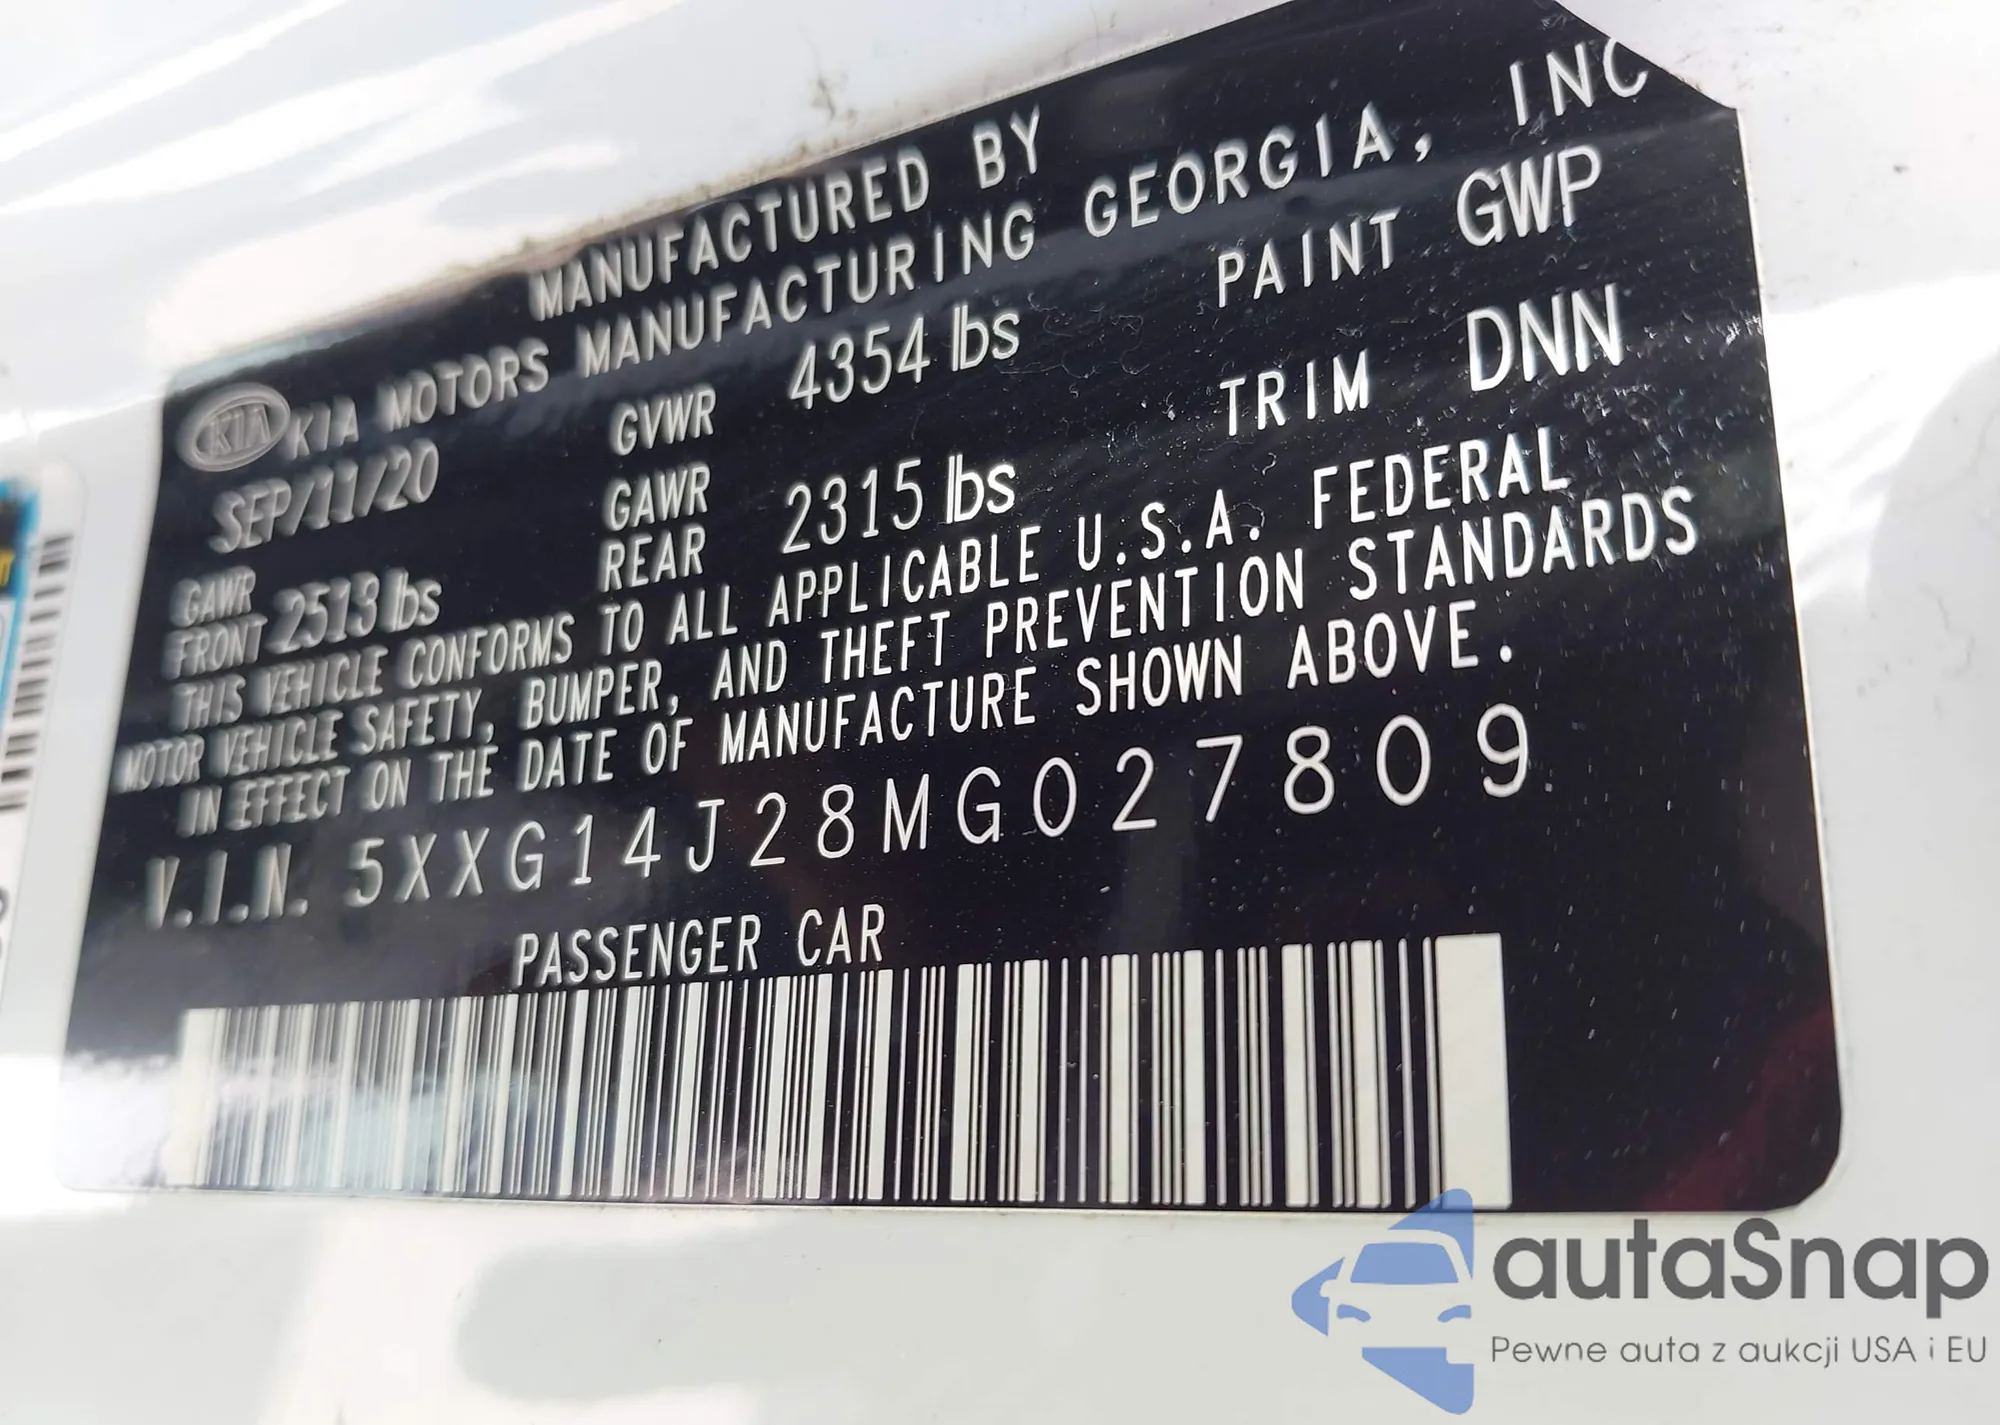 MANUFACTURED BY
KIA KIA MOTORS MANUFACTURING GEORGIA, INC
SEP/11/20 GVWR 4354 lbs PAINT GWP
GAWR FRONT 2513 lbs GAWR REAR 2315 lbs TRIM DNN
THIS VEHICLE CONFORMS TO ALL APPLICABLE U.S.A. FEDERAL
MOTOR VEHICLE SAFETY, BUMPER, AND THEFT PREVENTION STANDARDS
IN EFFECT ON THE DATE OF MANUFACTURE SHOWN ABOVE.
V.I.N. 5XXG14J28MG027809
PASSENGER CAR
autaSnap
Pewne auta z aukcji USA i EU